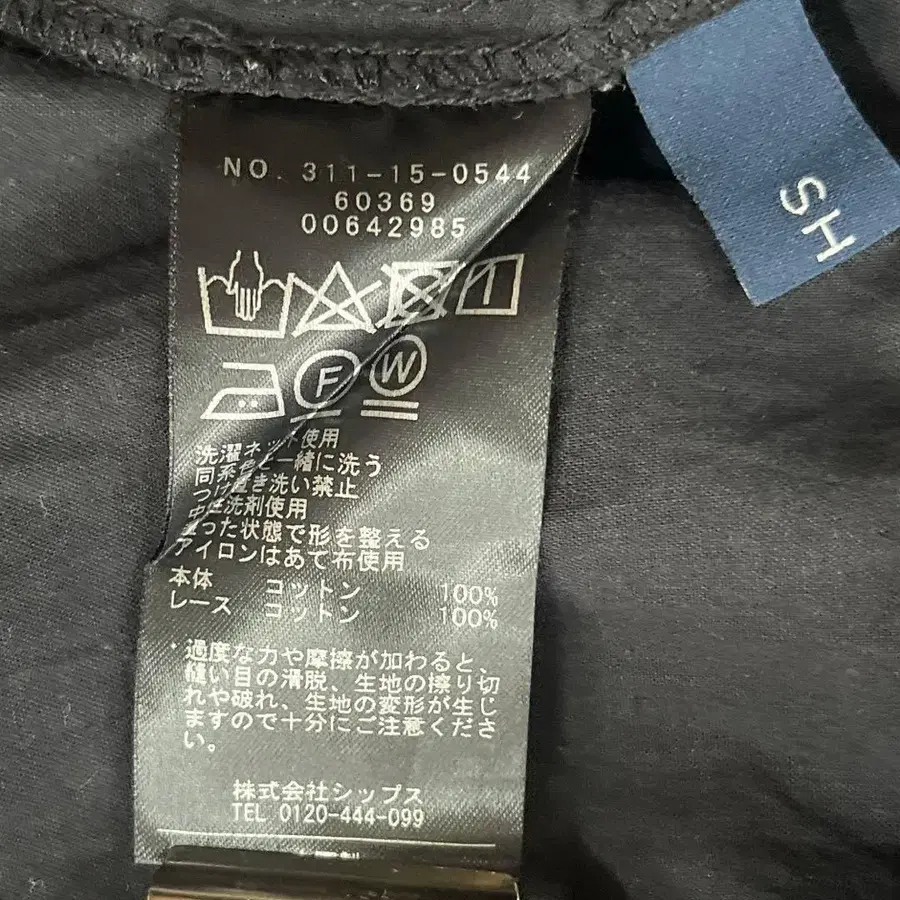 NO. 311-15-0544
60369
00642985
SH
F W
洗濯ネット使用
同系色と一緒に洗う
つけ置き洗い禁止
中性洗剤使用
った状態で形を整える
アイロンはあて布使用
本体 コットン 100%
レース コットン 100%
・過度な力や摩擦が加わると、
縫い目の滑脱、生地の擦り切
れや破れ、生地の変形が生じ
ますので十分にご注意くださ
い。
株式会社シップス
TEL 0120-444-099